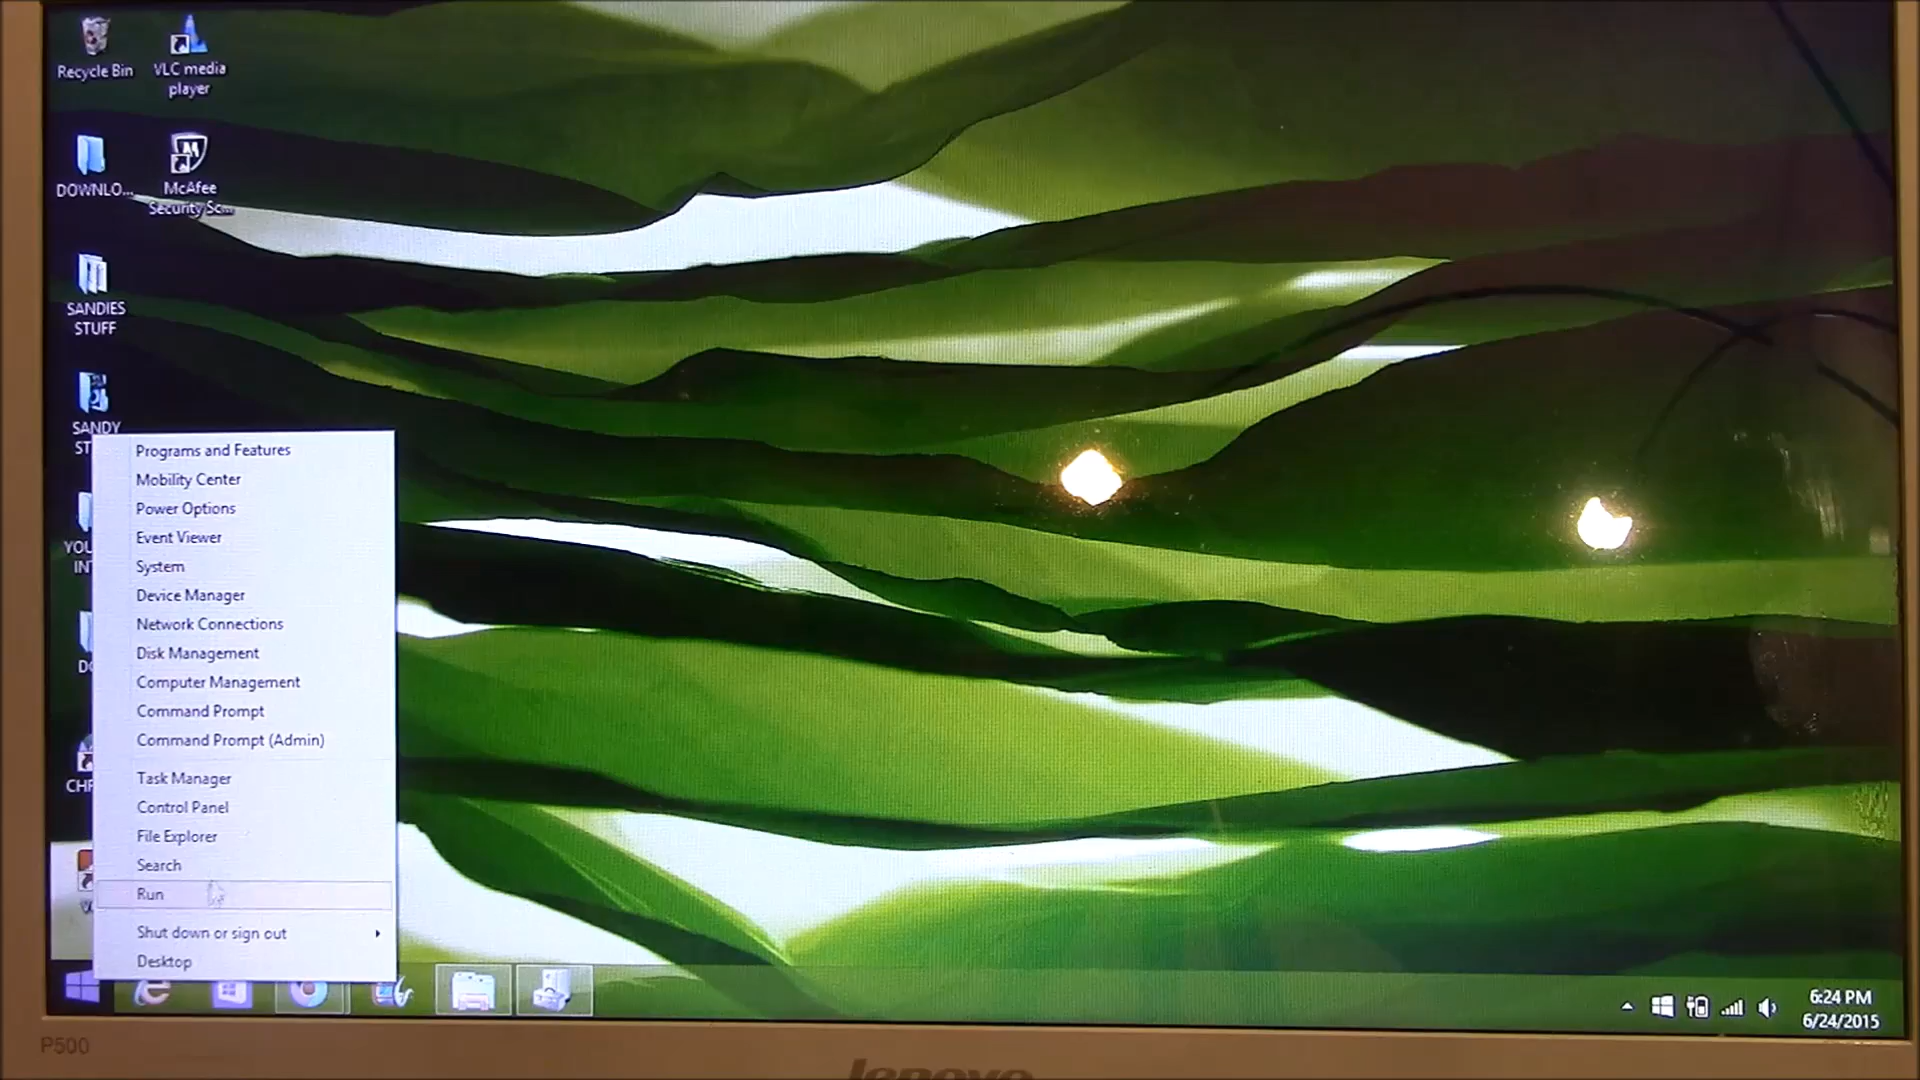 Recycle Bin
VLC media
player
DOWNLO...
McAfee
Security Sc...
SANDIES
STUFF
SANDY
Programs and Features
Mobility Center
Power Options
Event Viewer
System
Device Manager
Network Connections
Disk Management
Computer Management
Command Prompt
Command Prompt (Admin)
Task Manager
Control Panel
File Explorer
Search
Run
Shut down or sign out
Desktop
6:24 PM
6/24/2015
P500
lenovo